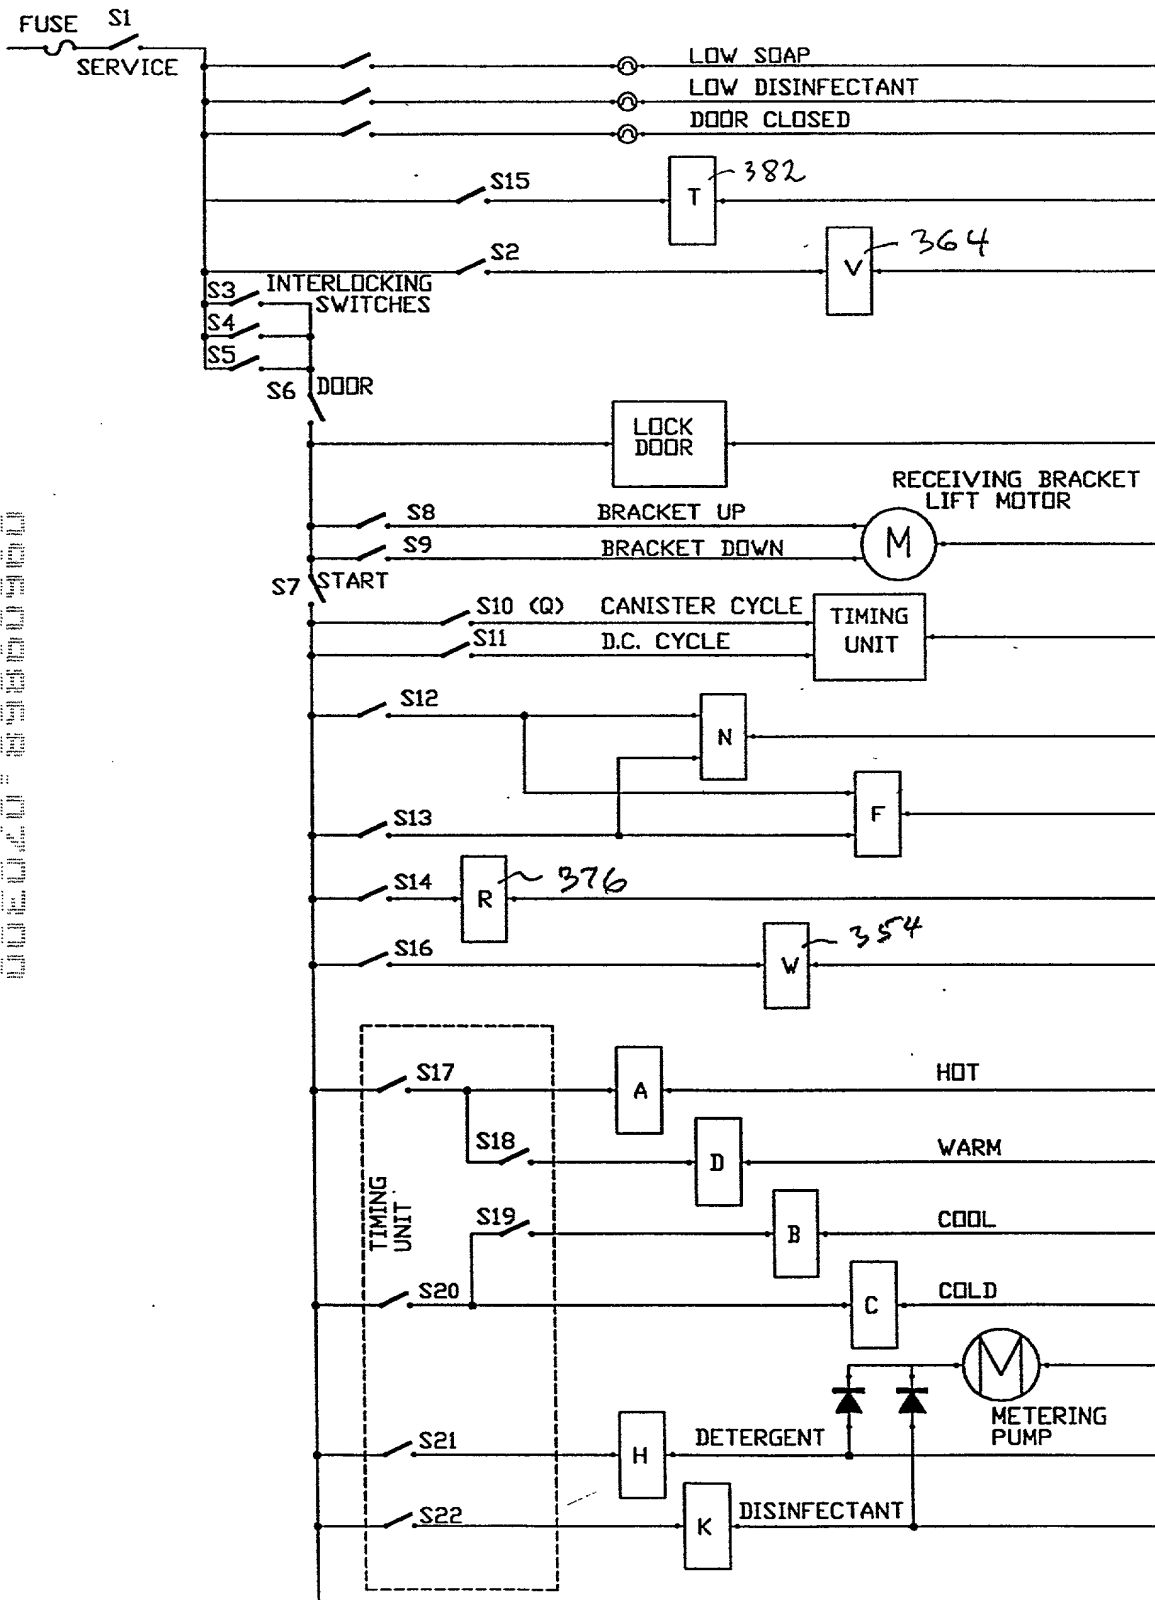 FUSE S1
SERVICE
LOW SOAP
LOW DISINFECTANT
DOOR CLOSED
S15
T
382
S2
V
364
S3 INTERLOCKING
SWITCHES
S4
S5
S6 DOOR
LOCK
DOOR
RECEIVING BRACKET
LIFT MOTOR
S8 BRACKET UP
M
S9 BRACKET DOWN
S7 START
S10 (Q) CANISTER CYCLE
S11 D.C. CYCLE
TIMING
UNIT
S12
N
S13
F
S14
R
376
S16
W
354
S17
A
HOT
S18
D
WARM
TIMING
UNIT
S19
B
COOL
S20
C
COLD
M
METERING
PUMP
S21
H
DETERGENT
S22
K
DISINFECTANT